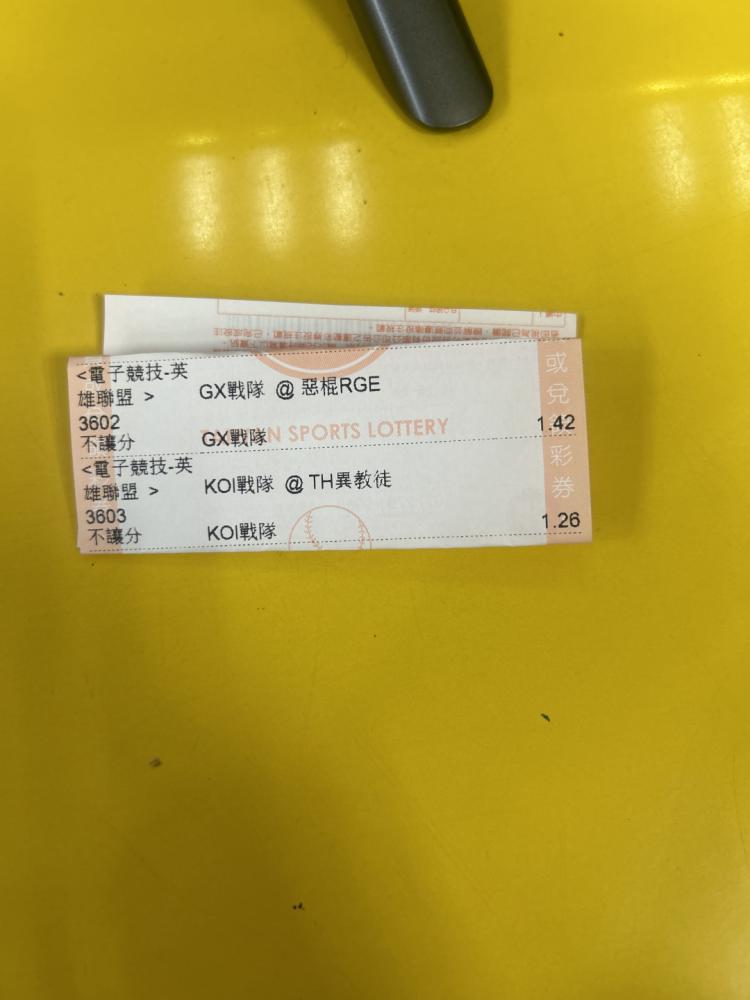 <電子競技-英
雄聯盟 >
GX戰隊 @ 惡棍RGE
3602
1.42
不讓分 GX戰隊
SPORTS LOTTERY
<電子競技-英
雄聯盟 >
KOI戰隊 @ TH異教徒
3603
1.26
不讓分 KOI戰隊
或兌
彩券